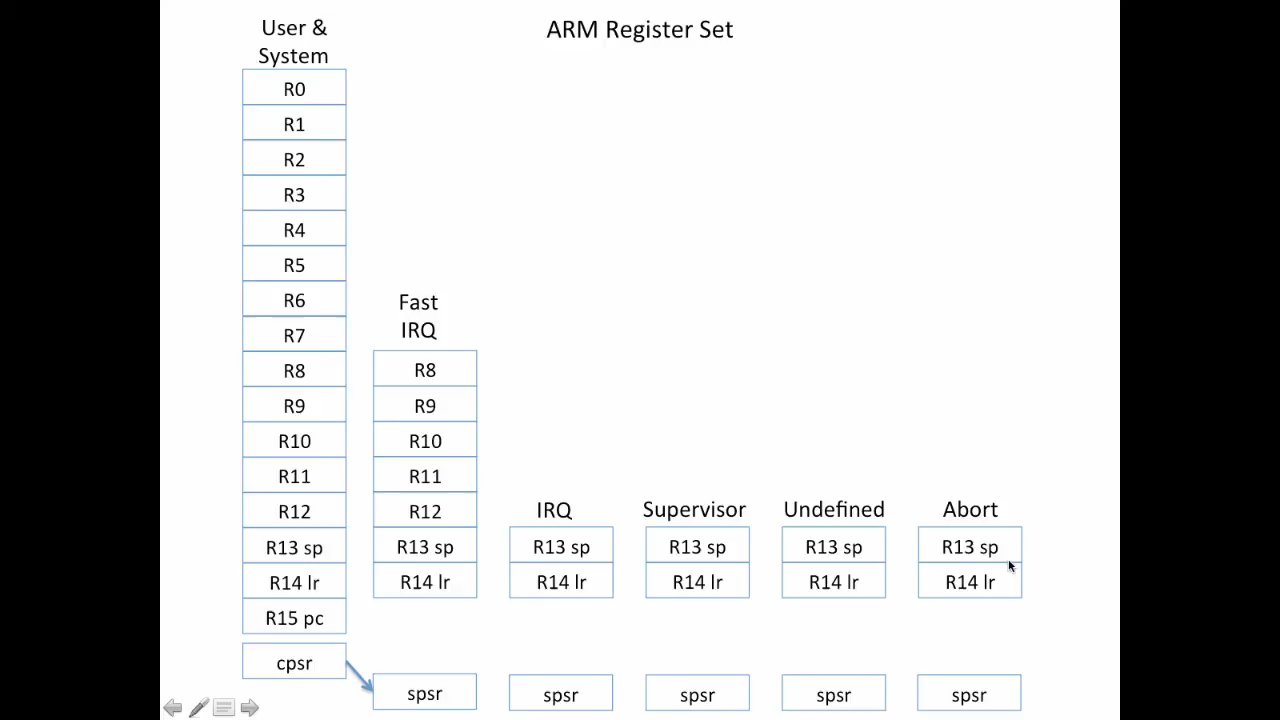 User &
System
ARM Register Set
R0
R1
R2
R3
R4
R5
R6
R7
R8
R9
R10
R11
R12
R13 sp
R14 lr
R15 pc
cpsr
Fast
IRQ
R8
R9
R10
R11
R12
R13 sp
R14 lr
spsr
IRQ
R13 sp
R14 lr
spsr
Supervisor
R13 sp
R14 lr
spsr
Undefined
R13 sp
R14 lr
spsr
Abort
R13 sp
R14 lr
spsr